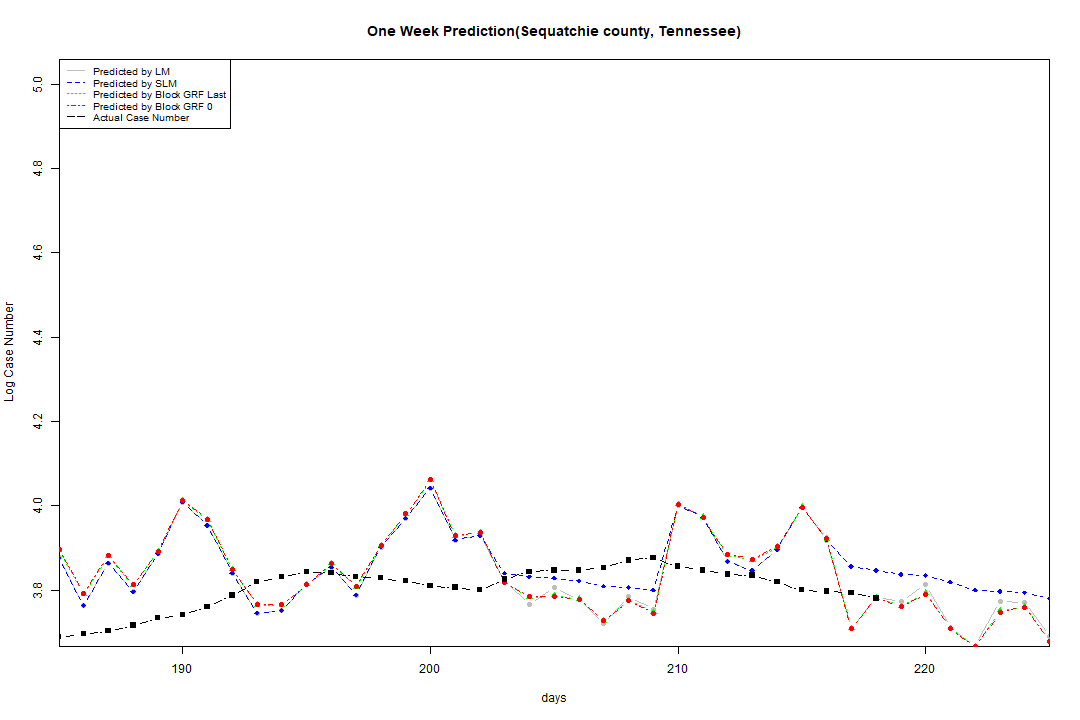 One Week Prediction(Sequatchie county, Tennessee)
Predicted by LM
Predicted by SLM
Predicted by Block GRF Last
Predicted by Block GRF 0
Actual Case Number
5.0
4.8
4.6
4.4
4.2
4.0
3.8
Log Case Number
190 200 210 220
days